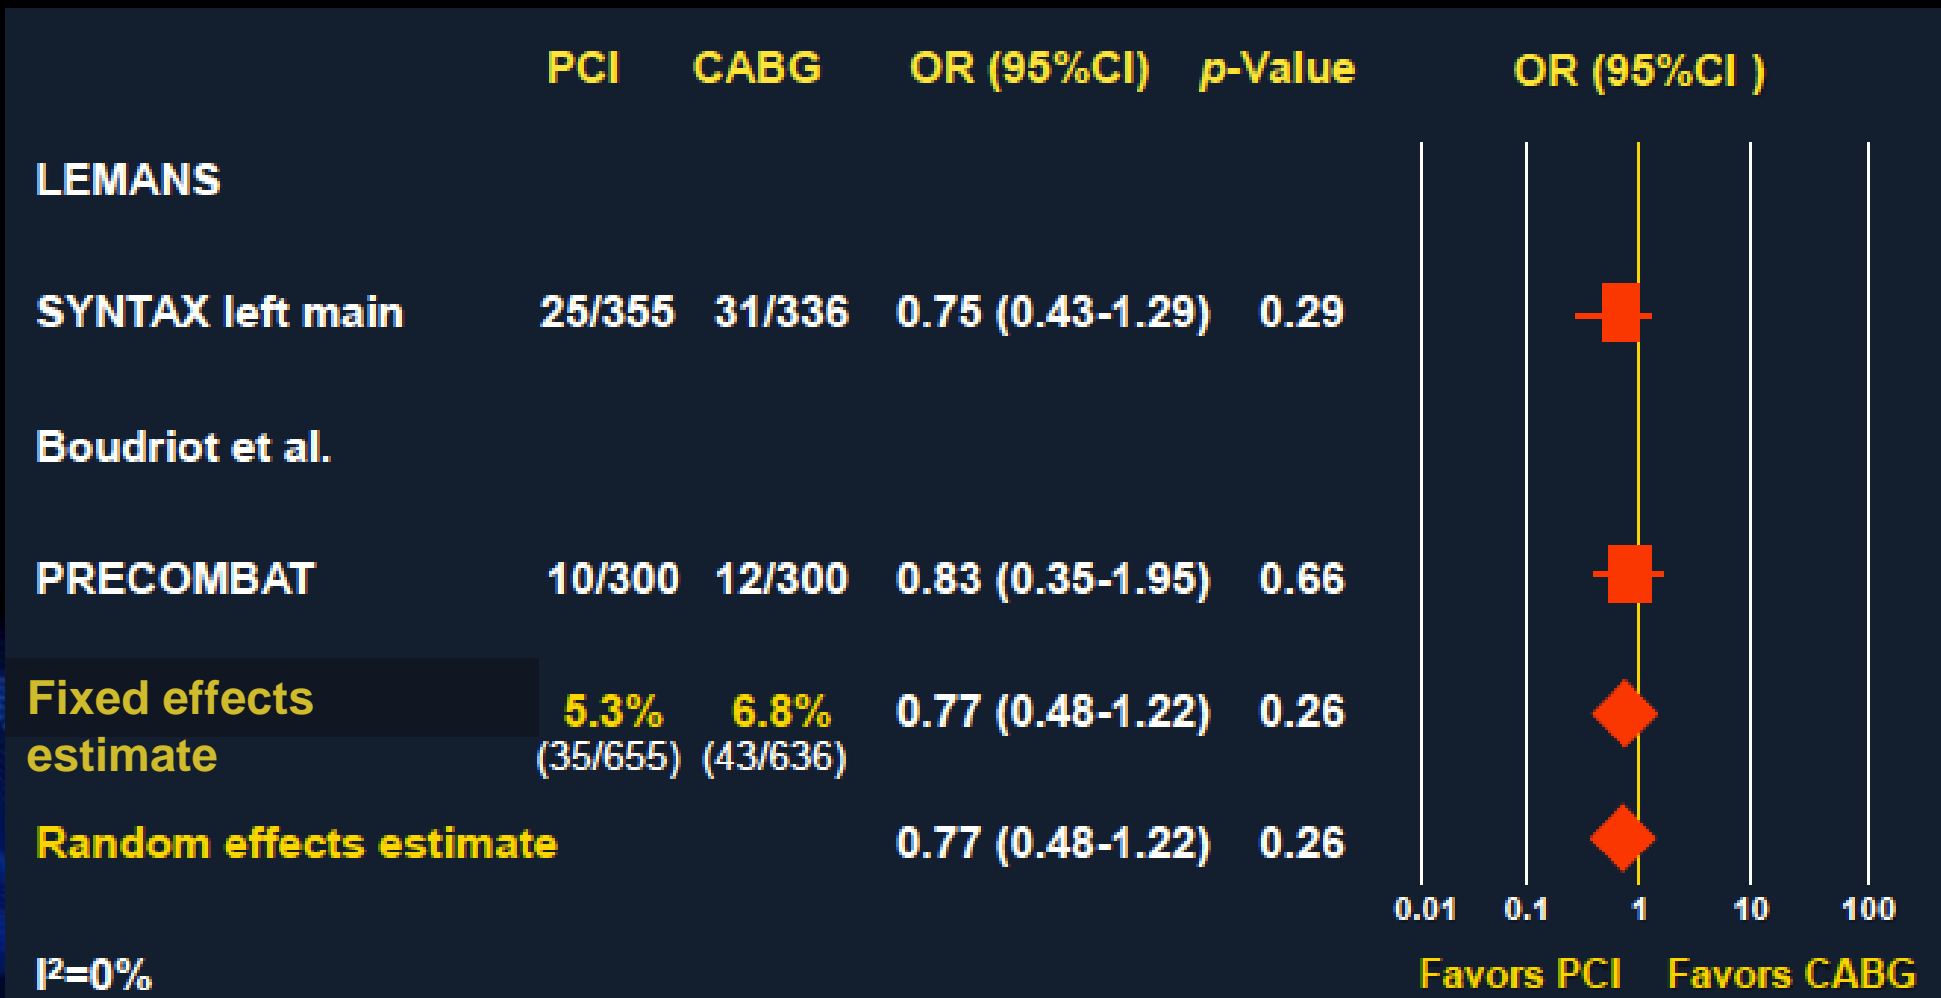 PCI CABG OR (95%CI) p-Value OR (95%CI )
LEMANS
SYNTAX left main 25/355 31/336 0.75 (0.43-1.29) 0.29
Boudriot et al.
PRECOMBAT 10/300 12/300 0.83 (0.35-1.95) 0.66
Fixed effects 5.3% 6.8% 0.77 (0.48-1.22) 0.26
estimate (35/655) (43/636)
Random effects estimate 0.77 (0.48-1.22) 0.26
0.01 0.1 1 10 100
I²=0% Favors PCI Favors CABG